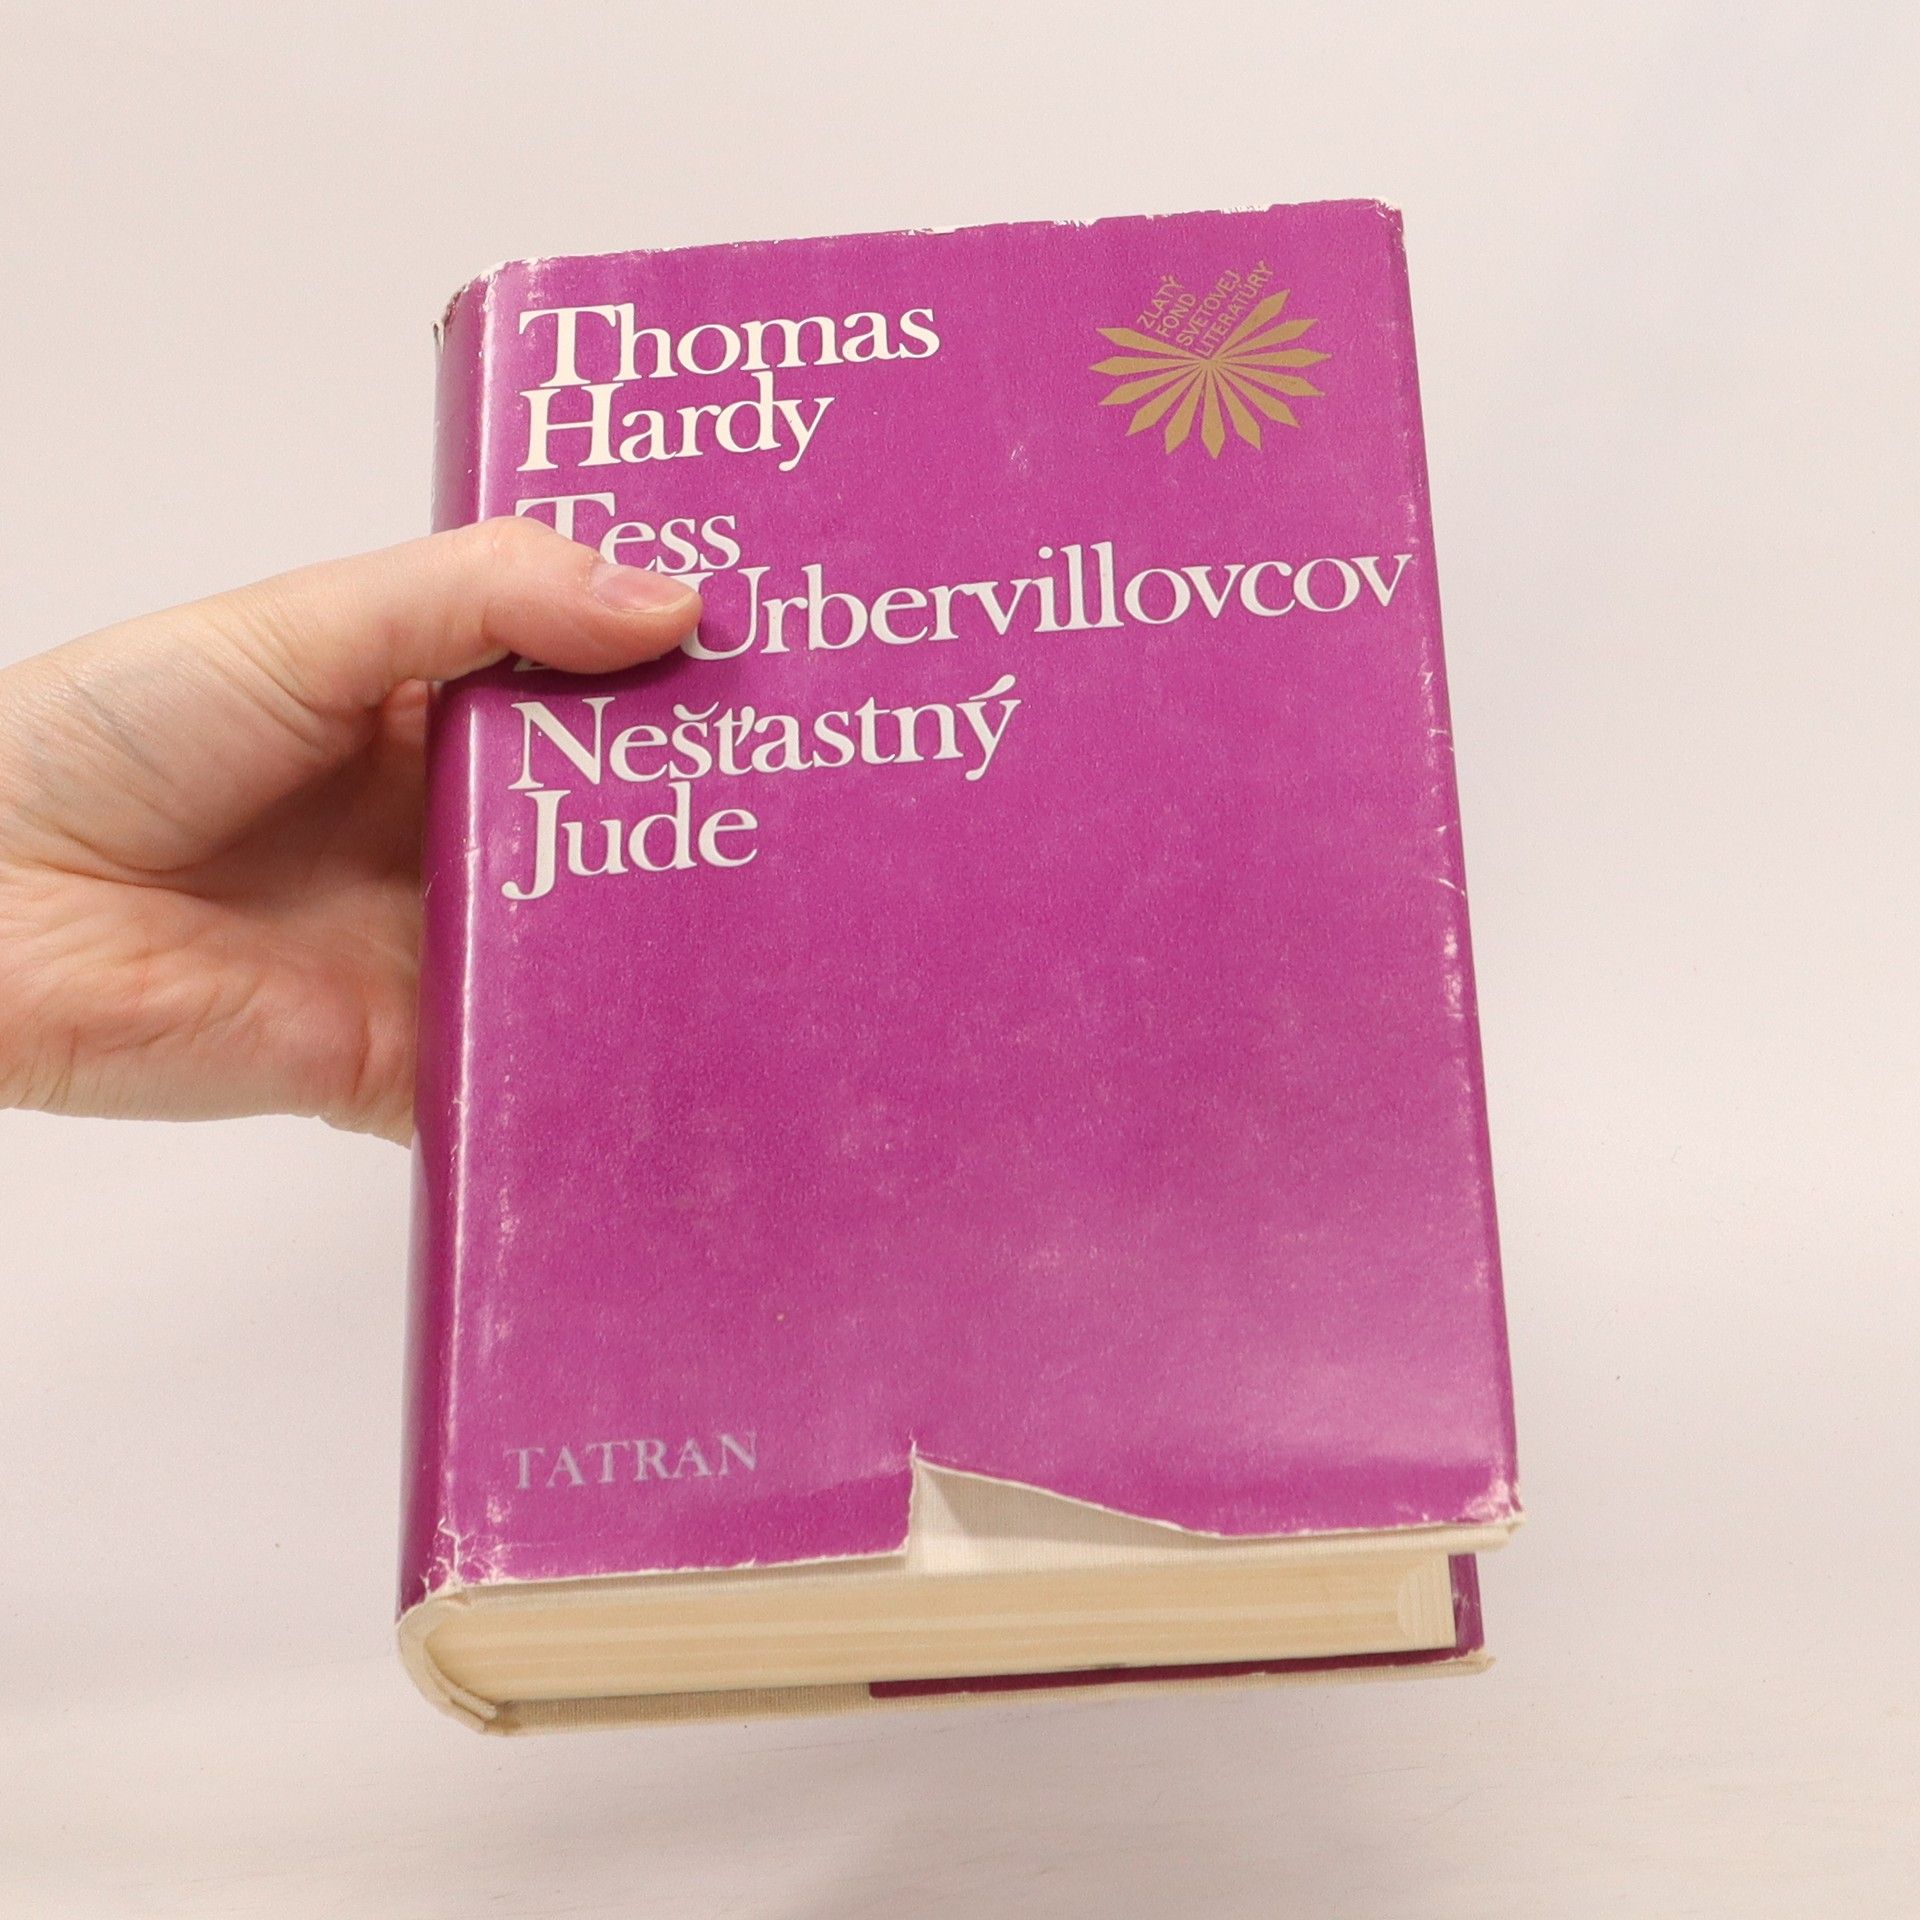 Thomas
Hardy
ZLATÝ
FOND
SVETOVEJ
LITERATÚRY
Tess
Urbervillovcov
Nešťastný
Jude
TATRAN